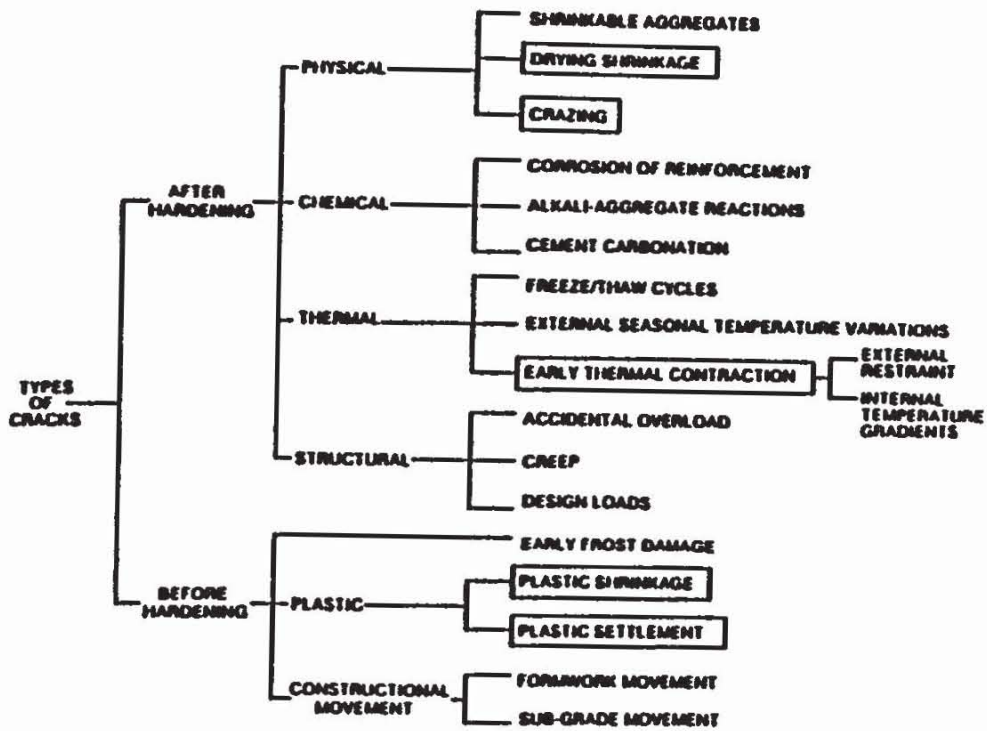 TYPES
OF
CRACKS
AFTER
HARDENING
PHYSICAL
SHRINKABLE AGGREGATES
DRYING SHRINKAGE
CRAZING
CHEMICAL
CORROSION OF REINFORCEMENT
ALKALI-AGGREGATE REACTIONS
CEMENT CARBONATION
THERMAL
FREEZE/THAW CYCLES
EXTERNAL SEASONAL TEMPERATURE VARIATIONS
EARLY THERMAL CONTRACTION
EXTERNAL
RESTRAINT
INTERNAL
TEMPERATURE
GRADIENTS
STRUCTURAL
ACCIDENTAL OVERLOAD
CREEP
DESIGN LOADS
BEFORE
HARDENING
EARLY FROST DAMAGE
PLASTIC
PLASTIC SHRINKAGE
PLASTIC SETTLEMENT
CONSTRUCTIONAL
MOVEMENT
FORMWORK MOVEMENT
SUB-GRADE MOVEMENT